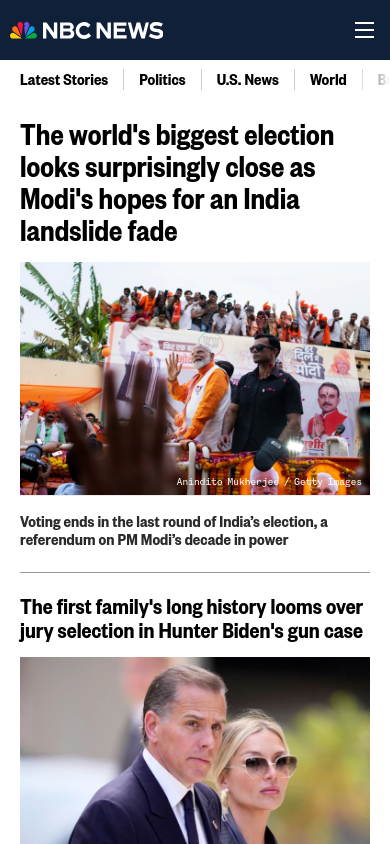 NBC NEWS
Latest Stories
Politics
U.S. News
World
The world's biggest election
looks surprisingly close as
Modi's hopes for an India
landslide fade
दिल में
मोदी
Anindito Mukherjee / Getty Images
Voting ends in the last round of India’s election, a
referendum on PM Modi’s decade in power
The first family's long history looms over
jury selection in Hunter Biden's gun case